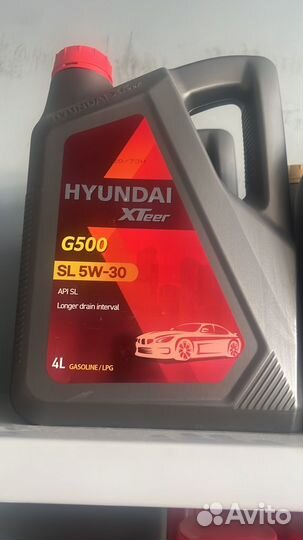 HYUNDAI
XTeer
G500
SL 5W-30
API SL
Longer drain interval
4L GASOLINE / LPG
Avito